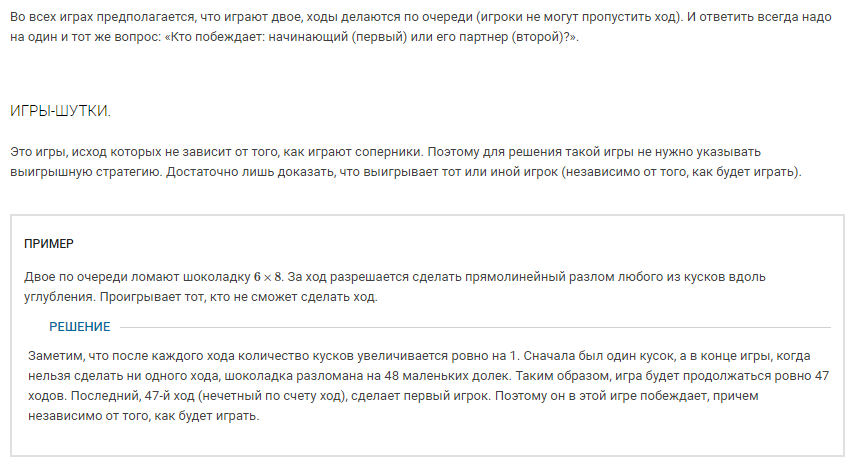 Во всех играх предполагается, что играют двое, ходы делаются по очереди (игроки не могут пропустить ход). И ответить всегда надо
на один и тот же вопрос: «Кто побеждает: начинающий (первый) или его партнер (второй)?».
ИГРЫ-ШУТКИ.
Это игры, исход которых не зависит от того, как играют соперники. Поэтому для решения такой игры не нужно указывать
выигрышную стратегию. Достаточно лишь доказать, что выигрывает тот или иной игрок (независимо от того, как будет играть).
ПРИМЕР
Двое по очереди ломают шоколадку 6 × 8. За ход разрешается сделать прямолинейный разлом любого из кусков вдоль
углубления. Проигрывает тот, кто не сможет сделать ход.
РЕШЕНИЕ
Заметим, что после каждого хода количество кусков увеличивается ровно на 1. Сначала был один кусок, а в конце игры, когда
нельзя сделать ни одного хода, шоколадка разломана на 48 маленьких долек. Таким образом, игра будет продолжаться ровно 47
ходов. Последний, 47-й ход (нечетный по счету ход), сделает первый игрок. Поэтому он в этой игре побеждает, причем
независимо от того, как будет играть.